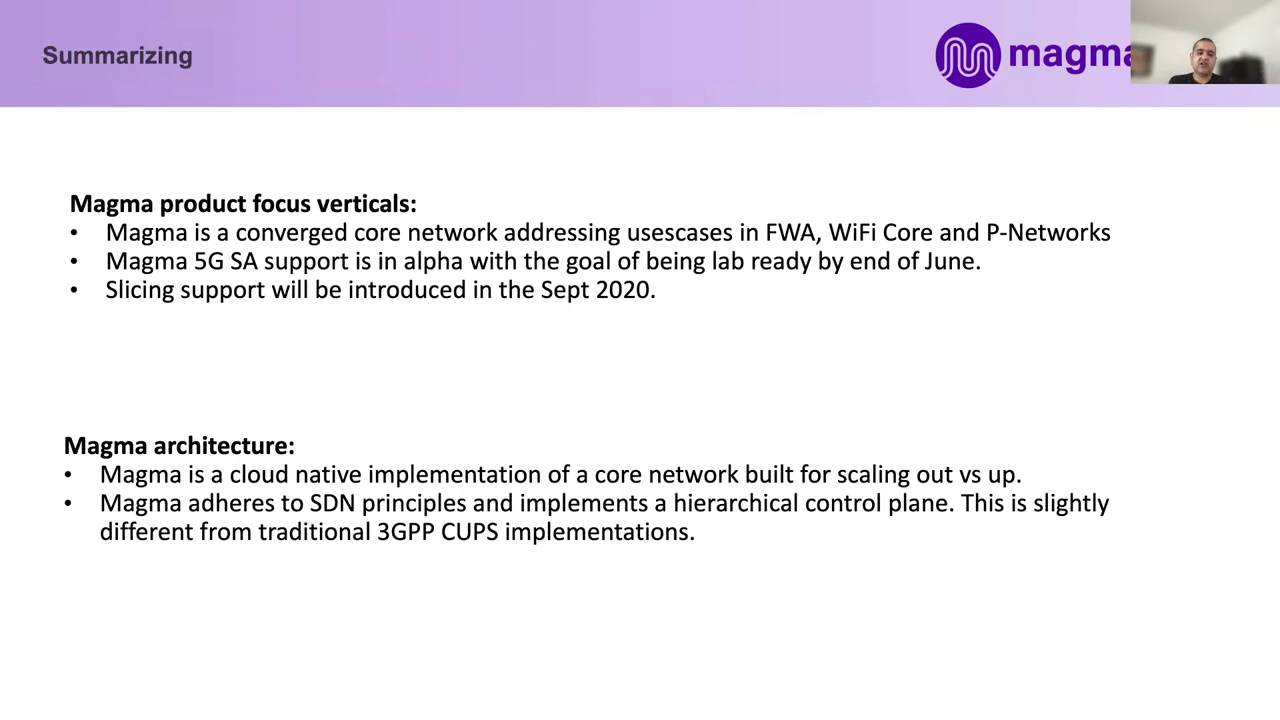 Summarizing
magma
Magma product focus verticals:
• Magma is a converged core network addressing usescases in FWA, WiFi Core and P-Networks
• Magma 5G SA support is in alpha with the goal of being lab ready by end of June.
• Slicing support will be introduced in the Sept 2020.
Magma architecture:
• Magma is a cloud native implementation of a core network built for scaling out vs up.
• Magma adheres to SDN principles and implements a hierarchical control plane. This is slightly
different from traditional 3GPP CUPS implementations.